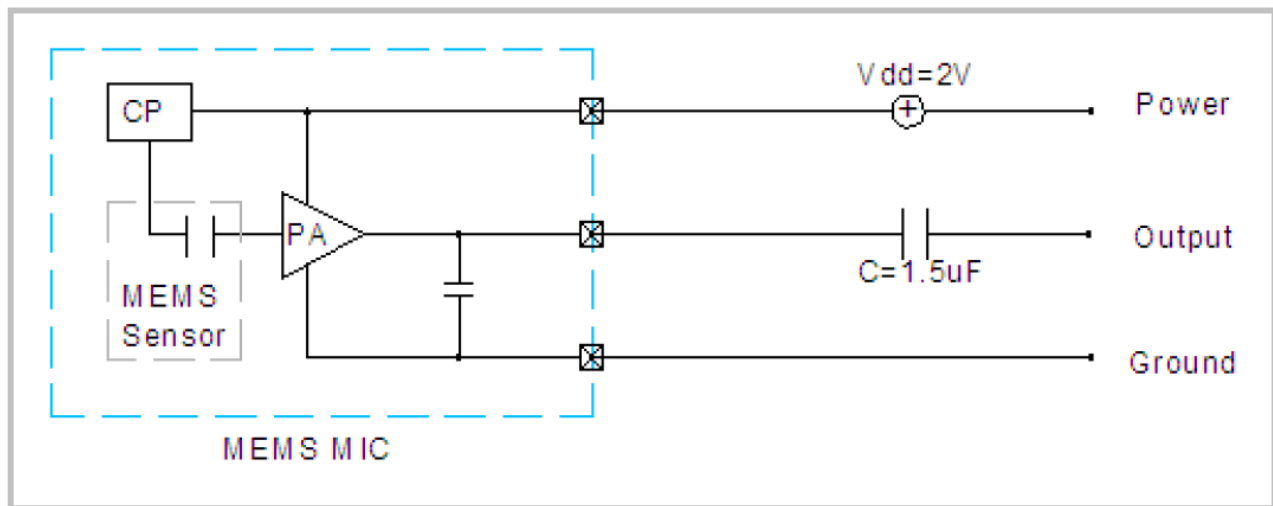 Vdd=2V
CP
Power
PA
Output
C=1.5uF
MEMS
Sensor
Ground
MEMS MIC